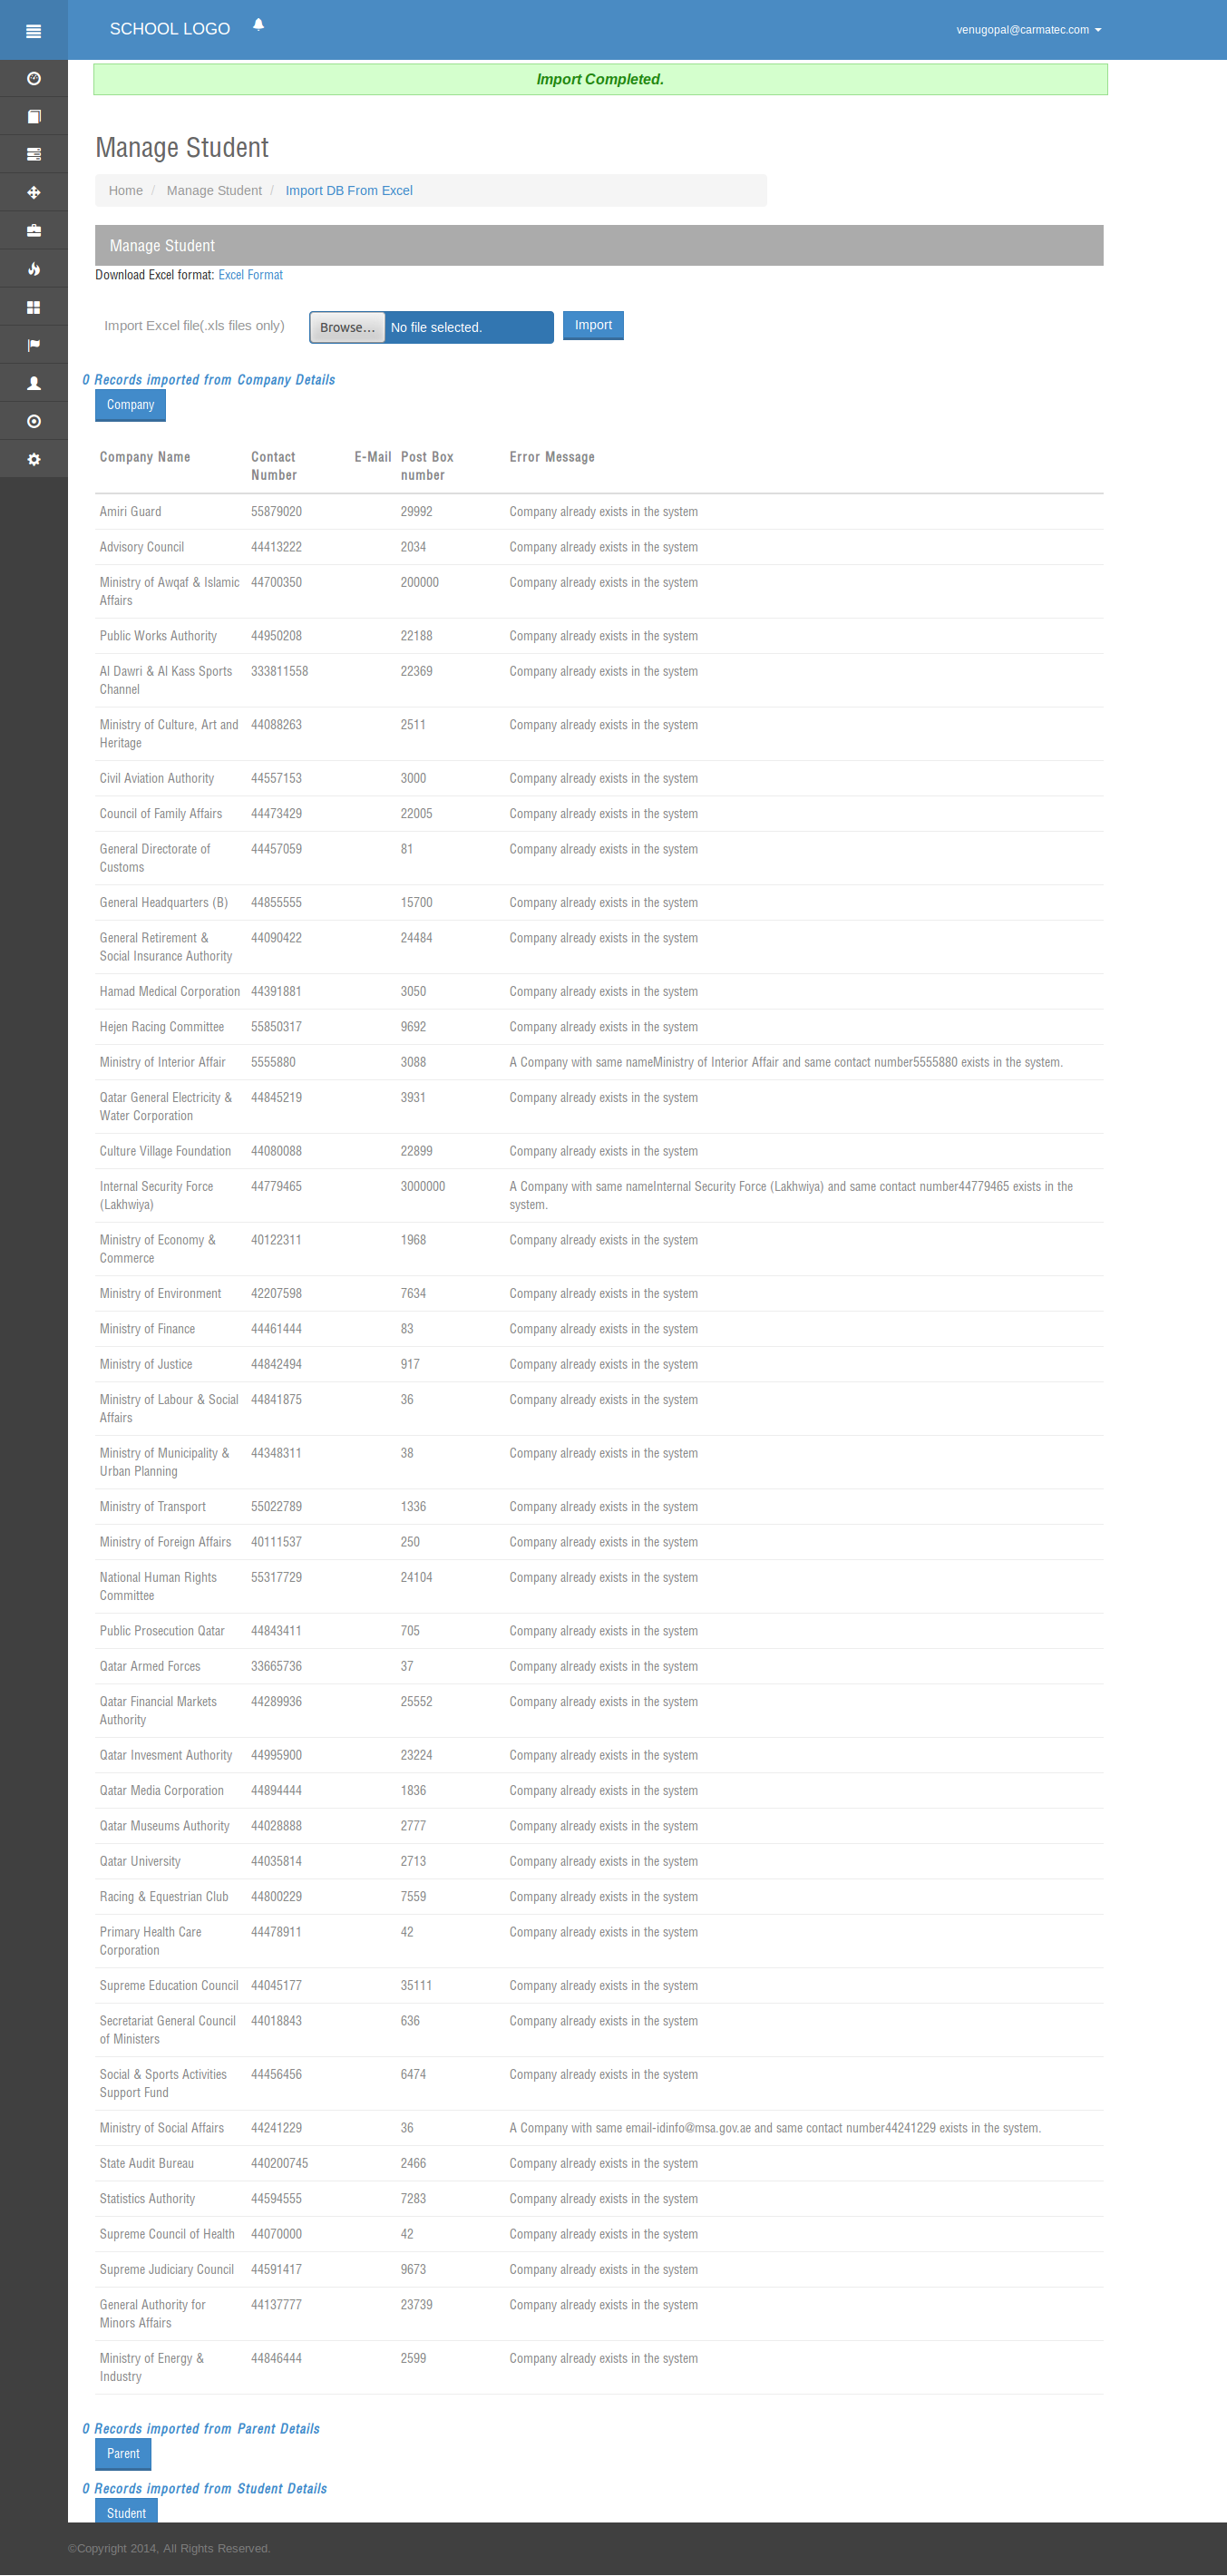 SCHOOL LOGO
venugopal@carmatec.com
Import Completed.
Manage Student
Home / Manage Student / Import DB From Excel
Manage Student
Download Excel format: Excel Format
Import Excel file(.xls files only) Browse... No file selected. Import
0 Records imported from Company Details
Company
Company Name Contact Number E-Mail Post Box number Error Message
Amiri Guard 55879020 29992 Company already exists in the system
Advisory Council 44413222 2034 Company already exists in the system
Ministry of Awqaf & Islamic Affairs 44700350 200000 Company already exists in the system
Public Works Authority 44950208 22188 Company already exists in the system
Al Dawri & Al Kass Sports Channel 333811558 22369 Company already exists in the system
Ministry of Culture, Art and Heritage 44088263 2511 Company already exists in the system
Civil Aviation Authority 44557153 3000 Company already exists in the system
Council of Family Affairs 44473429 22005 Company already exists in the system
General Directorate of Customs 44457059 81 Company already exists in the system
General Headquarters (B) 44855555 15700 Company already exists in the system
General Retirement & Social Insurance Authority 44090422 24484 Company already exists in the system
Hamad Medical Corporation 44391881 3050 Company already exists in the system
Hejen Racing Committee 55850317 9692 Company already exists in the system
Ministry of Interior Affair 5555880 3088 A Company with same nameMinistry of Interior Affair and same contact number5555880 exists in the system.
Qatar General Electricity & Water Corporation 44845219 3931 Company already exists in the system
Culture Village Foundation 44080088 22899 Company already exists in the system
Internal Security Force (Lakhwiya) 44779465 3000000 A Company with same nameInternal Security Force (Lakhwiya) and same contact number44779465 exists in the system.
Ministry of Economy & Commerce 40122311 1968 Company already exists in the system
Ministry of Environment 42207598 7634 Company already exists in the system
Ministry of Finance 44461444 83 Company already exists in the system
Ministry of Justice 44842494 917 Company already exists in the system
Ministry of Labour & Social Affairs 44841875 36 Company already exists in the system
Ministry of Municipality & Urban Planning 44348311 38 Company already exists in the system
Ministry of Transport 55022789 1336 Company already exists in the system
Ministry of Foreign Affairs 40111537 250 Company already exists in the system
National Human Rights Committee 55317729 24104 Company already exists in the system
Public Prosecution Qatar 44843411 705 Company already exists in the system
Qatar Armed Forces 33665736 37 Company already exists in the system
Qatar Financial Markets Authority 44289936 25552 Company already exists in the system
Qatar Invesment Authority 44995900 23224 Company already exists in the system
Qatar Media Corporation 44894444 1836 Company already exists in the system
Qatar Museums Authority 44028888 2777 Company already exists in the system
Qatar University 44035814 2713 Company already exists in the system
Racing & Equestrian Club 44800229 7559 Company already exists in the system
Primary Health Care Corporation 44478911 42 Company already exists in the system
Supreme Education Council 44045177 35111 Company already exists in the system
Secretariat General Council of Ministers 44018843 636 Company already exists in the system
Social & Sports Activities Support Fund 44456456 6474 Company already exists in the system
Ministry of Social Affairs 44241229 36 A Company with same email-idinfo@msa.gov.ae and same contact number44241229 exists in the system.
State Audit Bureau 440200745 2466 Company already exists in the system
Statistics Authority 44594555 7283 Company already exists in the system
Supreme Council of Health 44070000 42 Company already exists in the system
Supreme Judiciary Council 44591417 9673 Company already exists in the system
General Authority for Minors Affairs 44137777 23739 Company already exists in the system
Ministry of Energy & Industry 44846444 2599 Company already exists in the system
0 Records imported from Parent Details
Parent
0 Records imported from Student Details
Student
©Copyright 2014, All Rights Reserved.